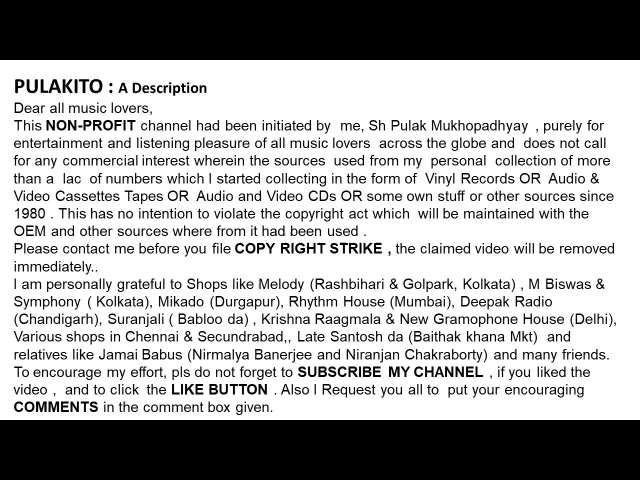 PULAKITO : A Description
Dear all music lovers,
This NON-PROFIT channel had been initiated by me, Sh Pulak Mukhopadhyay , purely for
entertainment and listening pleasure of all music lovers across the globe and does not call
for any commercial interest wherein the sources used from my personal collection of more
than a lac of numbers which I started collecting in the form of Vinyl Records OR Audio &
Video Cassettes Tapes OR Audio and Video CDs OR some own stuff or other sources since
1980 . This has no intention to violate the copyright act which will be maintained with the
OEM and other sources where from it had been used .
Please contact me before you file COPY RIGHT STRIKE , the claimed video will be removed
immediately..
I am personally grateful to Shops like Melody (Rashbihari & Golpark, Kolkata) , M Biswas &
Symphony ( Kolkata), Mikado (Durgapur), Rhythm House (Mumbai), Deepak Radio
(Chandigarh), Suranjali ( Babloo da) , Krishna Raagmala & New Gramophone House (Delhi),
Various shops in Chennai & Secundrabad,, Late Santosh da (Baithak khana Mkt) and
relatives like Jamai Babus (Nirmalya Banerjee and Niranjan Chakraborty) and many friends.
To encourage my effort, pls do not forget to SUBSCRIBE MY CHANNEL , if you liked the
video , and to click the LIKE BUTTON . Also I Request you all to put your encouraging
COMMENTS in the comment box given.